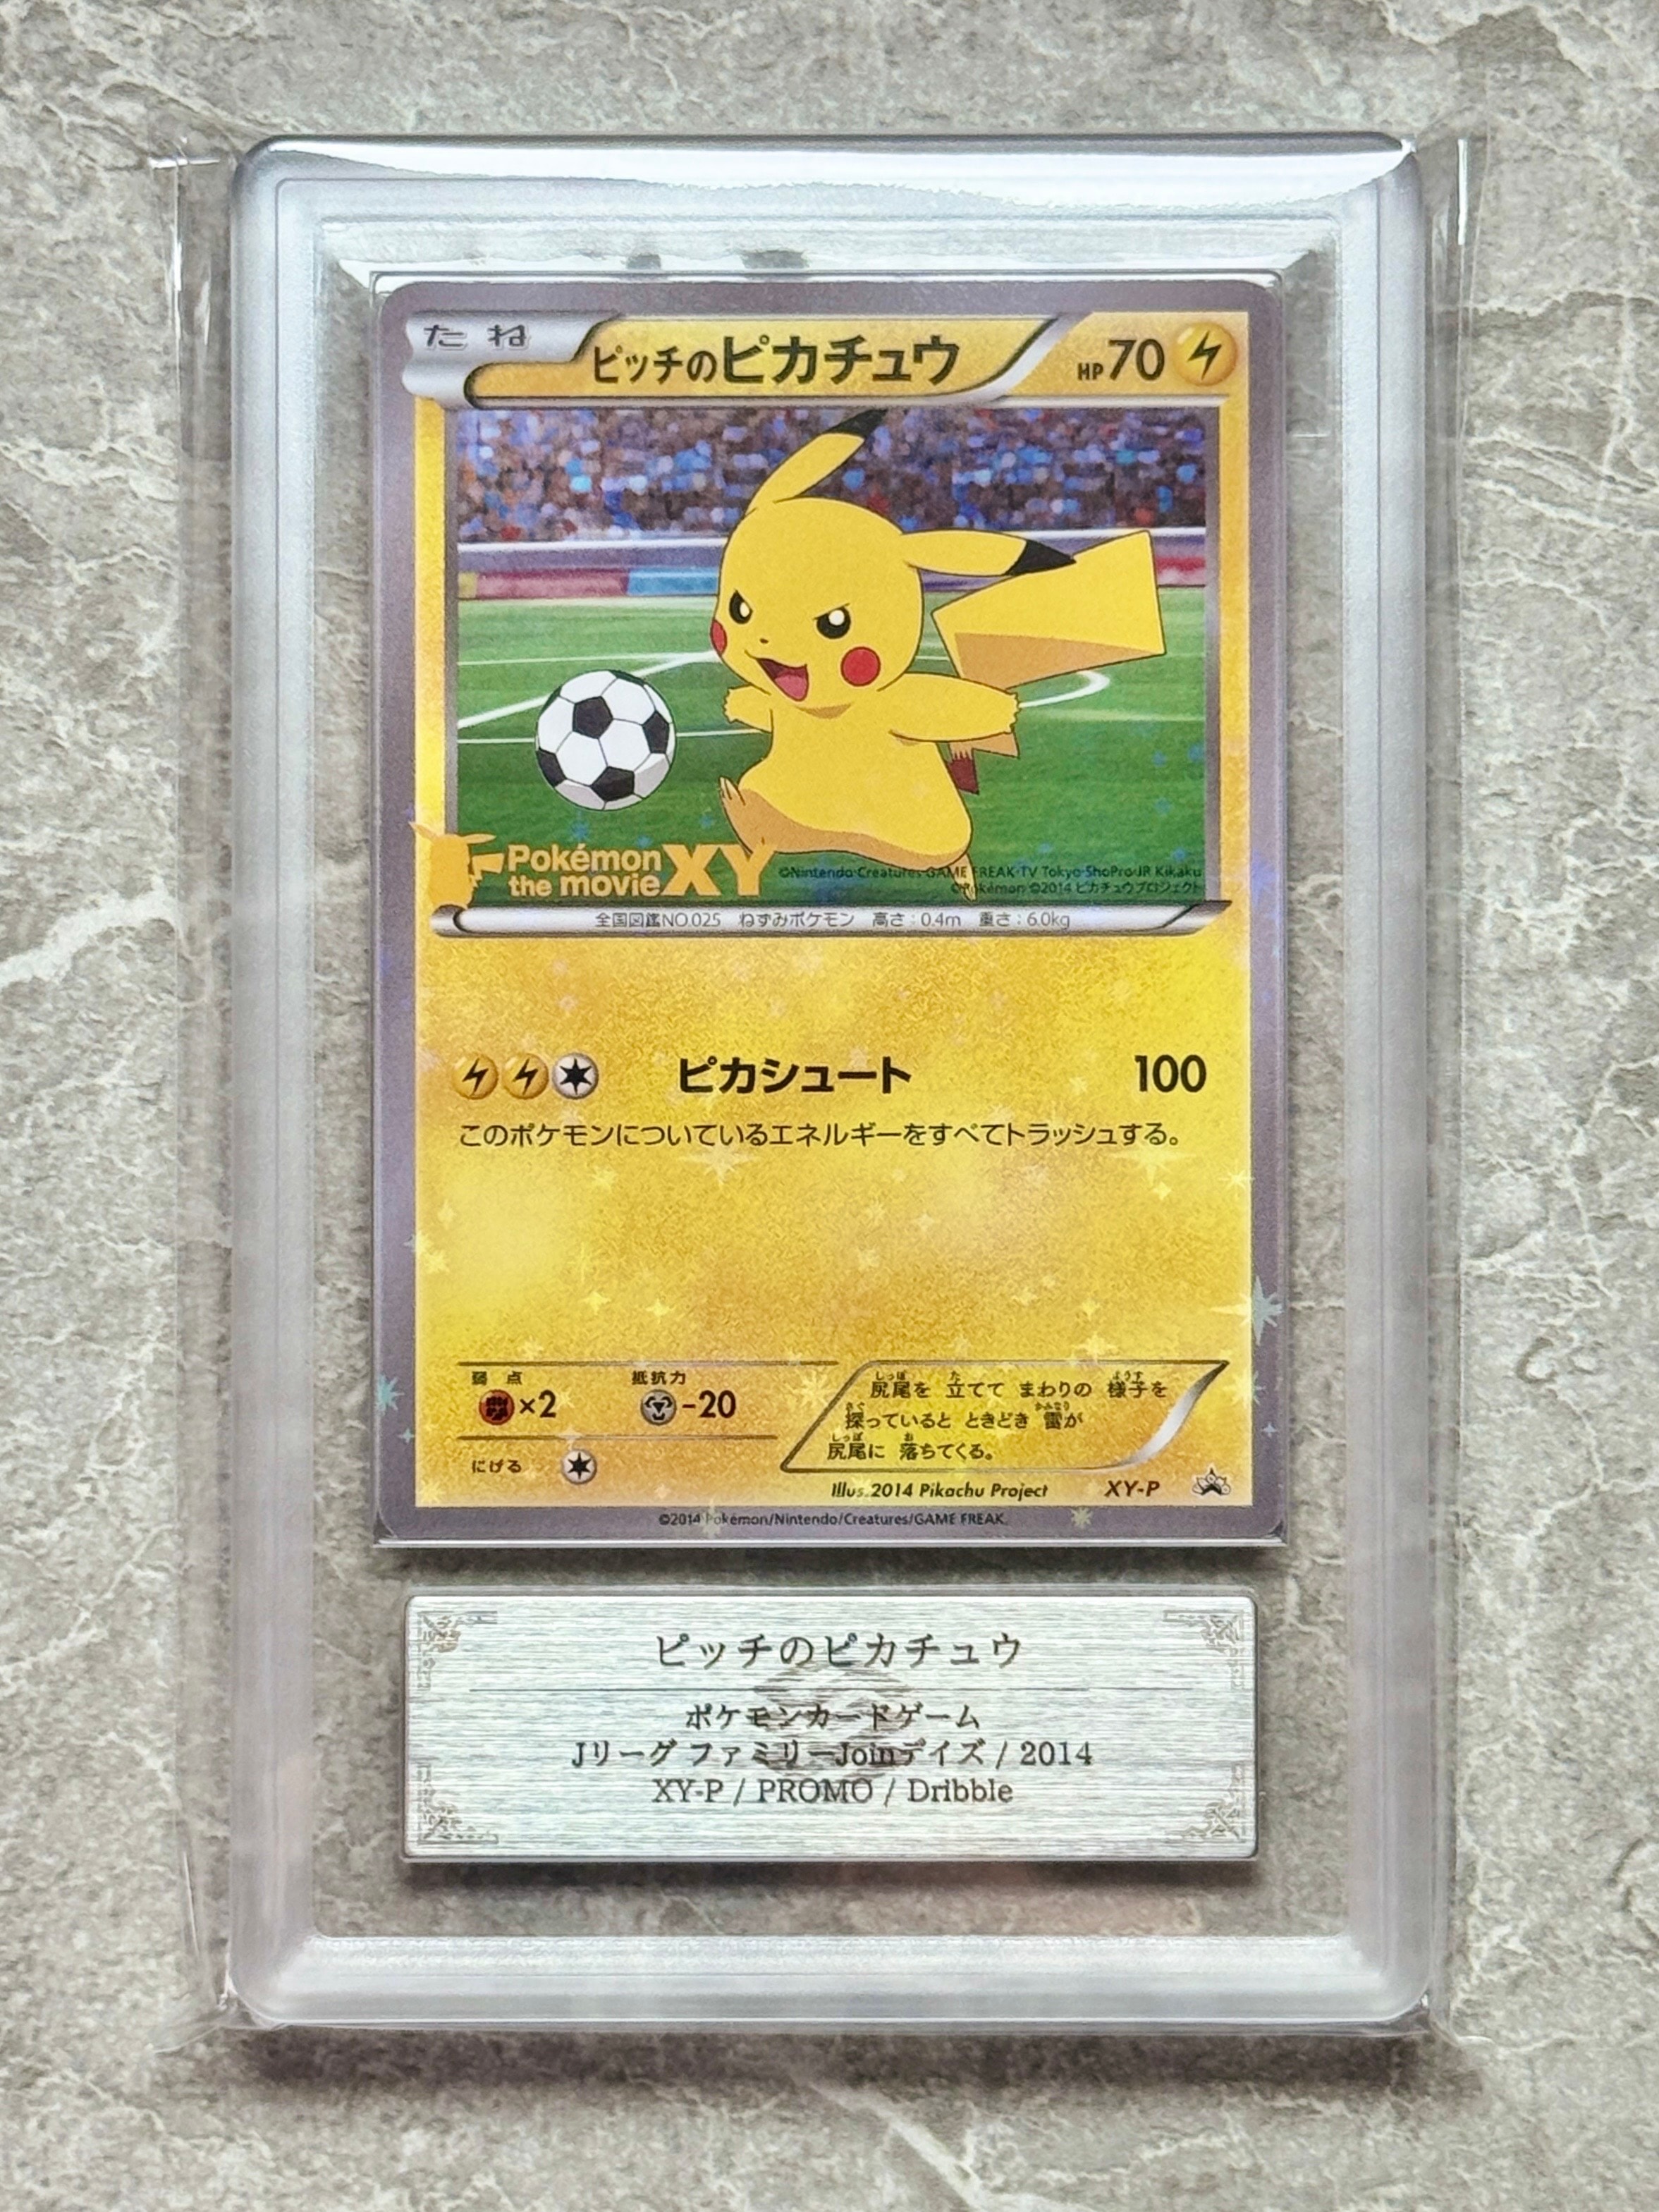 たね
ピッチのピカチュウ HP70
Pokémon
the movie XY
©Nintendo·Creatures·GAME FREAK·TV Tokyo·ShoPro·JR Kikaku
©Pokémon ©2014 ピカチュウプロジェクト
全国図鑑NO.025 ねずみポケモン 高さ:0.4m 重さ:6.0kg
ピカシュート 100
このポケモンについているエネルギーをすべてトラッシュする。
弱点 抵抗力
×2 -20
にげる
尻尾を 立てて まわりの 様子を
探っていると ときどき 雷が
尻尾に 落ちてくる。
Illus.2014 Pikachu Project XY-P
©2014 Pokémon/Nintendo/Creatures/GAME FREAK.
ピッチのピカチュウ
ポケモンカードゲーム
Jリーグ ファミリーJoinデイズ / 2014
XY-P / PROMO / Dribble